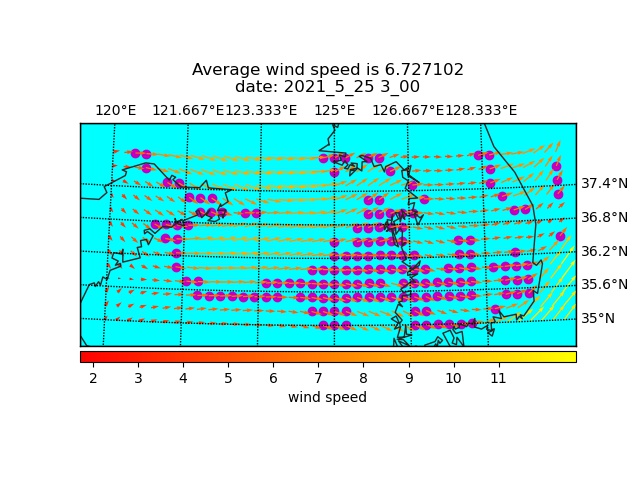 Average wind speed is 6.727102
date: 2021_5_25 3_00
120°E 121.667°E 123.333°E 125°E 126.667°E 128.333°E
37.4°N
36.8°N
36.2°N
35.6°N
35°N
2 3 4 5 6 7 8 9 10 11
wind speed